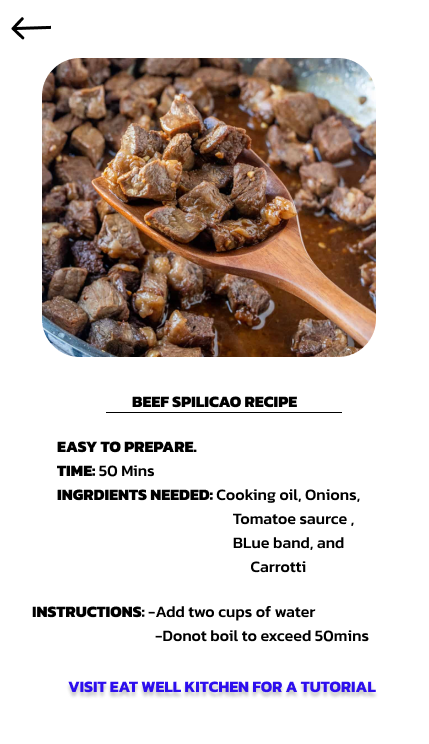 BEEF SPILICAO RECIPE
EASY TO PREPARE.
TIME: 50 Mins
INGRDIENTS NEEDED: Cooking oil, Onions,
Tomatoe saurce ,
BLue band, and
Carrotti
INSTRUCTIONS: -Add two cups of water
-Donot boil to exceed 50mins
VISIT EAT WELL KITCHEN FOR A TUTORIAL